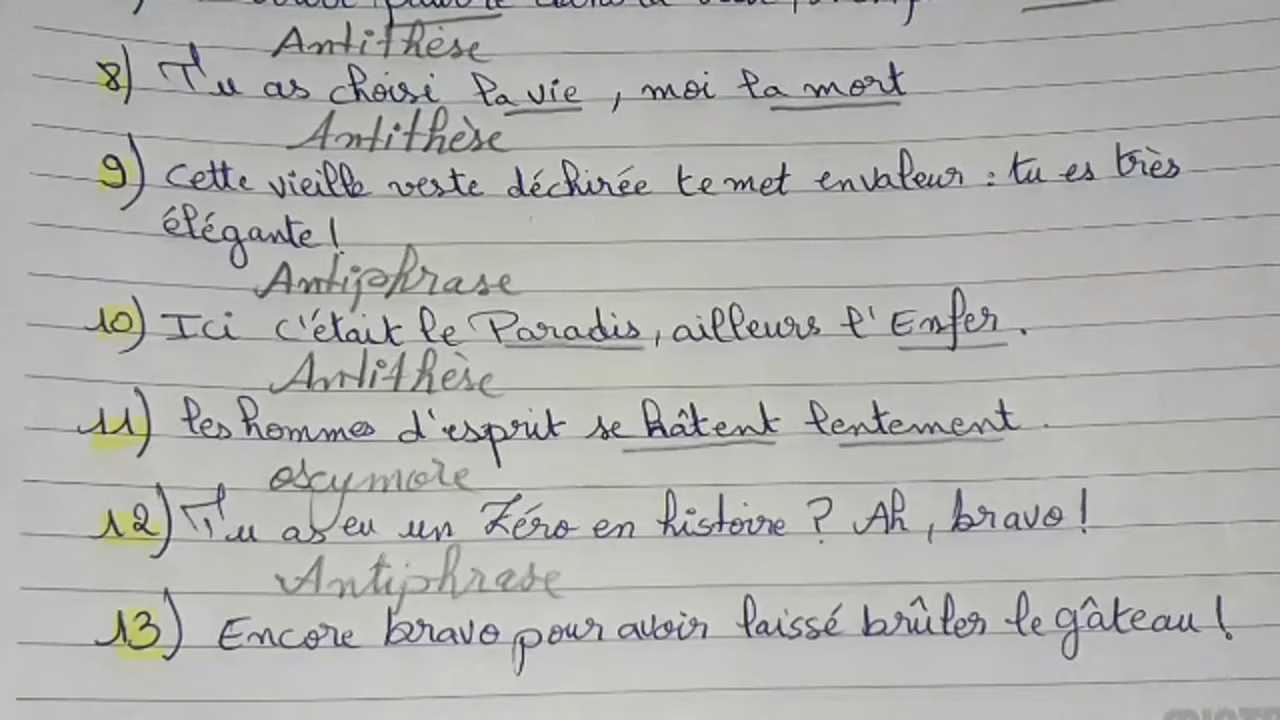 Antithèse
8) Tu as choisi la vie, moi la mort
Antithèse
9) Cette vieille veste déchirée te met en valeur : tu es très
élégante !
Antiphrase
10) Ici c'était le Paradis, ailleurs l'Enfer.
Antithèse
11) les hommes d'esprit se hâtent lentement.
oxymore
12) Tu as eu un Zéro en histoire ? Ah, bravo !
Antiphrase
13) Encore bravo pour avoir laissé brûler le gâteau !